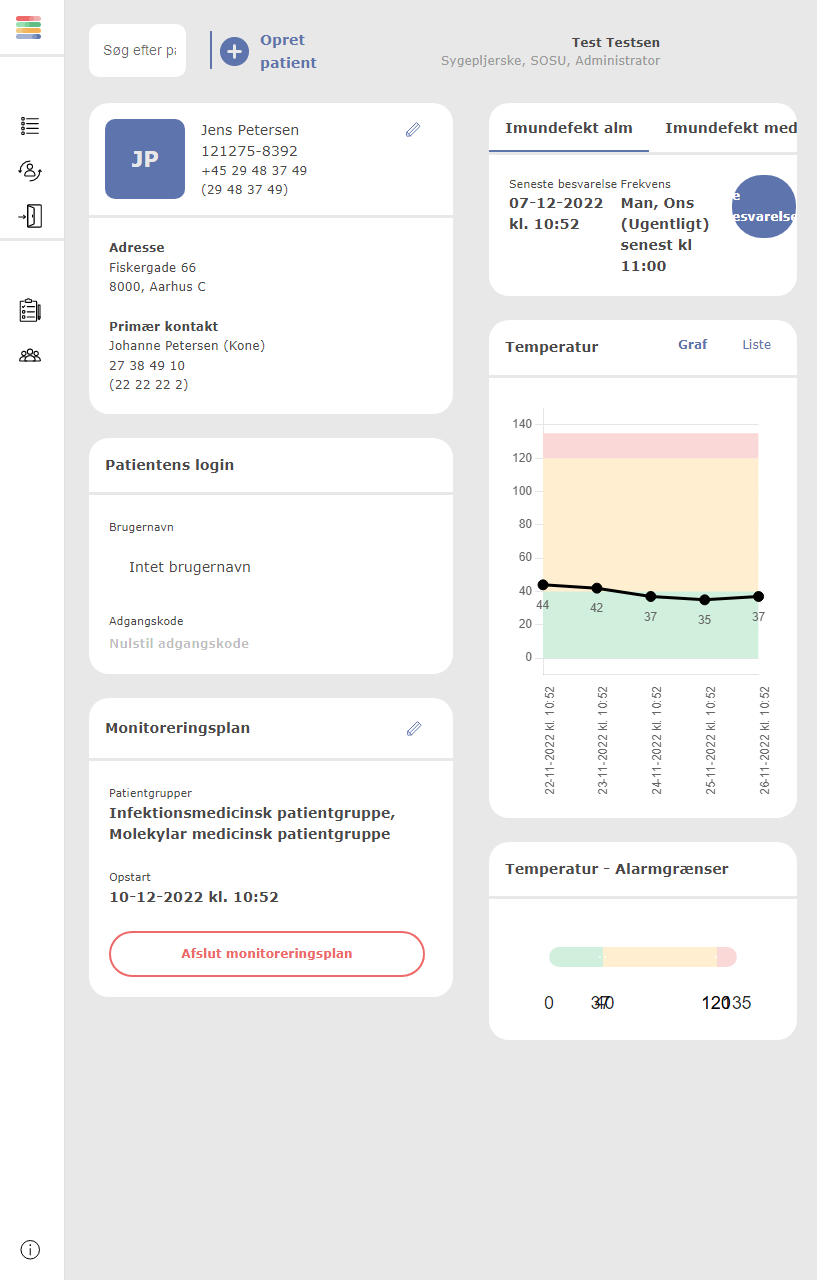 Søg efter pa
Opret
patient
Test Testsen
Sygepljerske, SOSU, Administrator
JP
Jens Petersen
121275-8392
+45 29 48 37 49
(29 48 37 49)
Adresse
Fiskergade 66
8000, Aarhus C
Primær kontakt
Johanne Petersen (Kone)
27 38 49 10
(22 22 22 2)
Patientens login
Brugernavn
Intet brugernavn
Adgangskode
Nulstil adgangskode
Monitoreringsplan
Patientgrupper
Infektionsmedicinsk patientgruppe,
Molekylar medicinsk patientgruppe
Opstart
10-12-2022 kl. 10:52
Afslut monitoreringsplan
Imundefekt alm
Imundefekt med
Seneste besvarelse
07-12-2022
kl. 10:52
Frekvens
Man, Ons
(Ugentligt)
senest kl
11:00
e
esvarelse
Temperatur
Graf
Liste
140
120
100
80
60
40
20
0
44
42
37
35
37
22-11-2022 kl. 10:52
23-11-2022 kl. 10:52
24-11-2022 kl. 10:52
25-11-2022 kl. 10:52
26-11-2022 kl. 10:52
Temperatur - Alarmgrænser
0
37
40
120
135